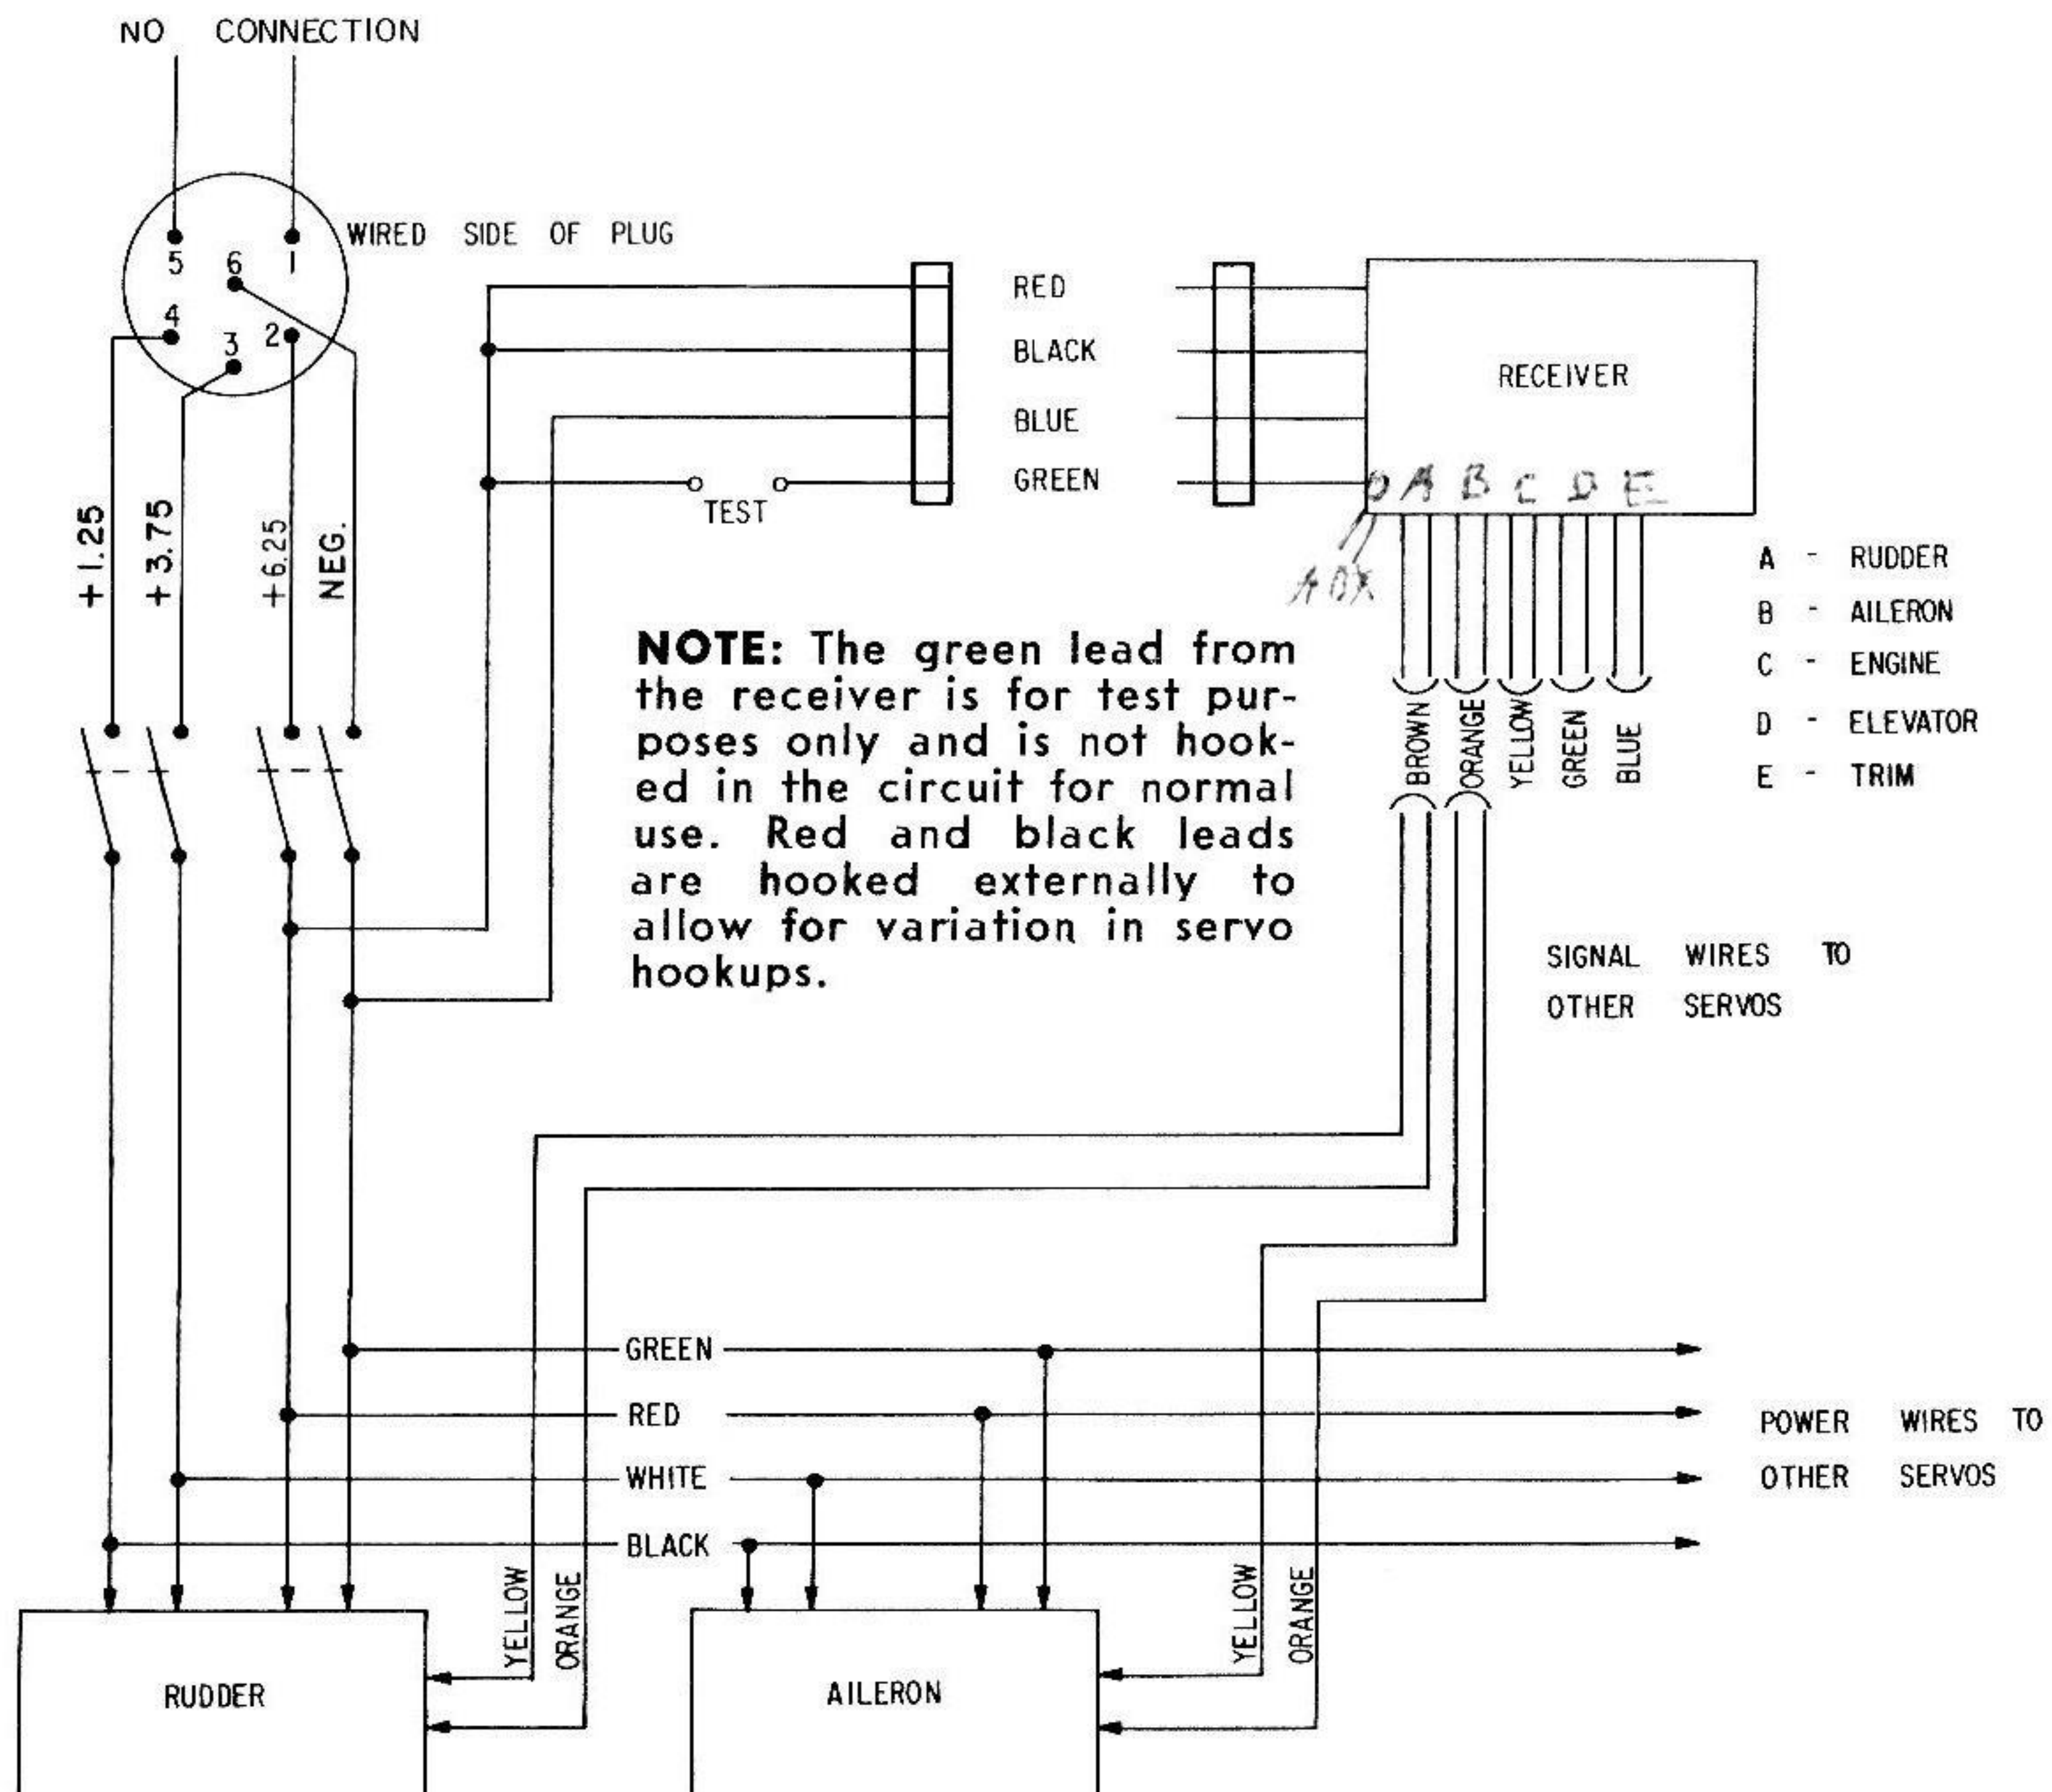 NO CONNECTION
WIRED SIDE OF PLUG
5
6
1
4
3
2
RED
BLACK
BLUE
GREEN
TEST
RECEIVER
A B C D E
+1.25
+3.75
+6.25
NEG.
A - RUDDER
B - AILERON
C - ENGINE
D - ELEVATOR
E - TRIM
BROWN
ORANGE
YELLOW
GREEN
BLUE
NOTE: The green lead from
the receiver is for test pur-
poses only and is not hook-
ed in the circuit for normal
use. Red and black leads
are hooked externally to
allow for variation in servo
hookups.
SIGNAL WIRES TO
OTHER SERVOS
GREEN
RED
WHITE
BLACK
POWER WIRES TO
OTHER SERVOS
YELLOW
ORANGE
YELLOW
ORANGE
RUDDER
AILERON